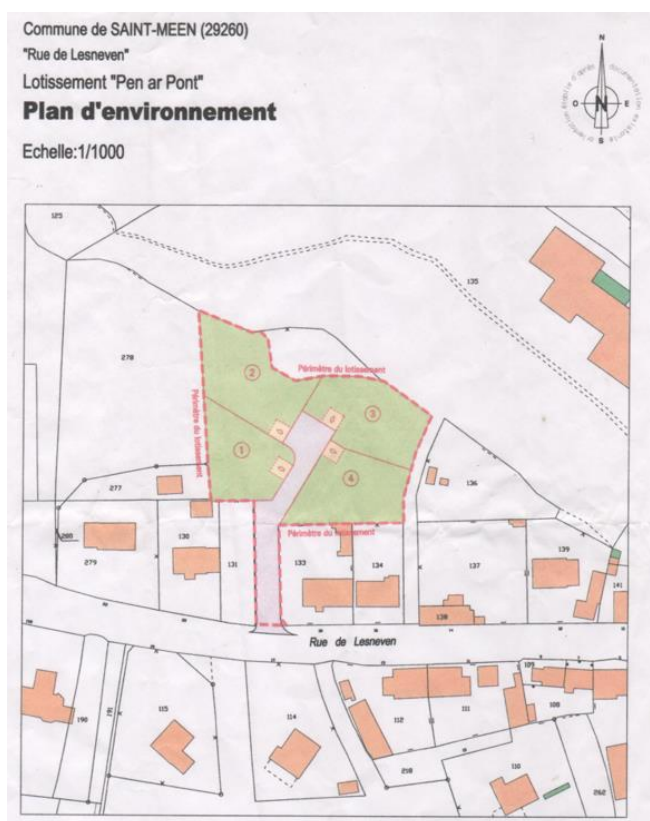 Commune de SAINT-MEEN (29260)
"Rue de Lesneven"
Lotissement "Pen ar Pont"
Plan d'environnement
Echelle:1/1000
N
O
N
E
S
125
135
278
Périmètre du lotissement
2
3
Périmètre du lotissement
1
4
277
136
280
279
130
131
133
134
137
139
141
Périmètre du lotissement
138
Rue de Lesneven
109
190
191
115
114
112
111
108
218
110
262